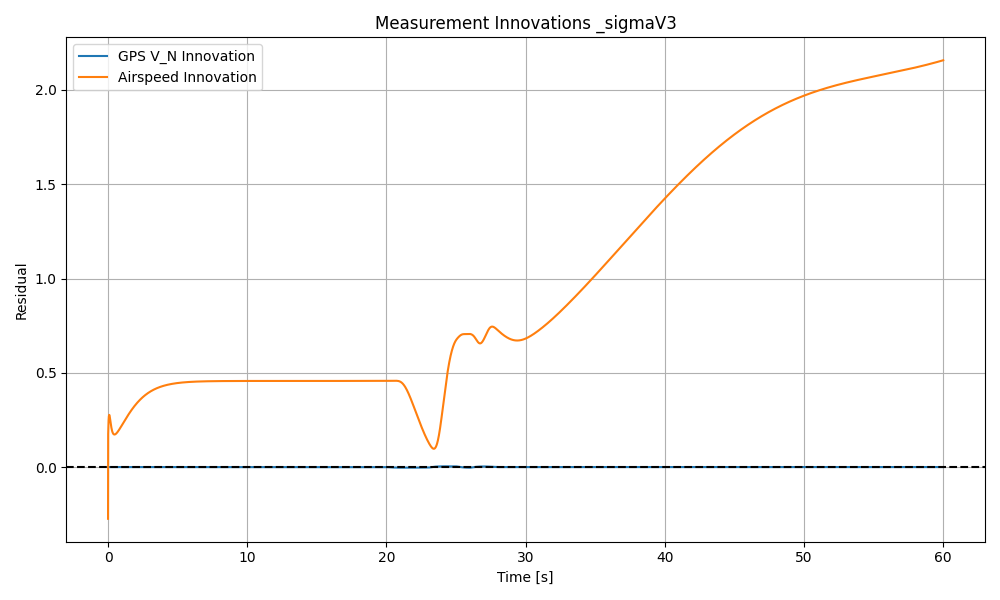 Measurement Innovations _sigmaV3
GPS V_N Innovation
Airspeed Innovation
Residual
2.0
1.5
1.0
0.5
0.0
0 10 20 30 40 50 60
Time [s]